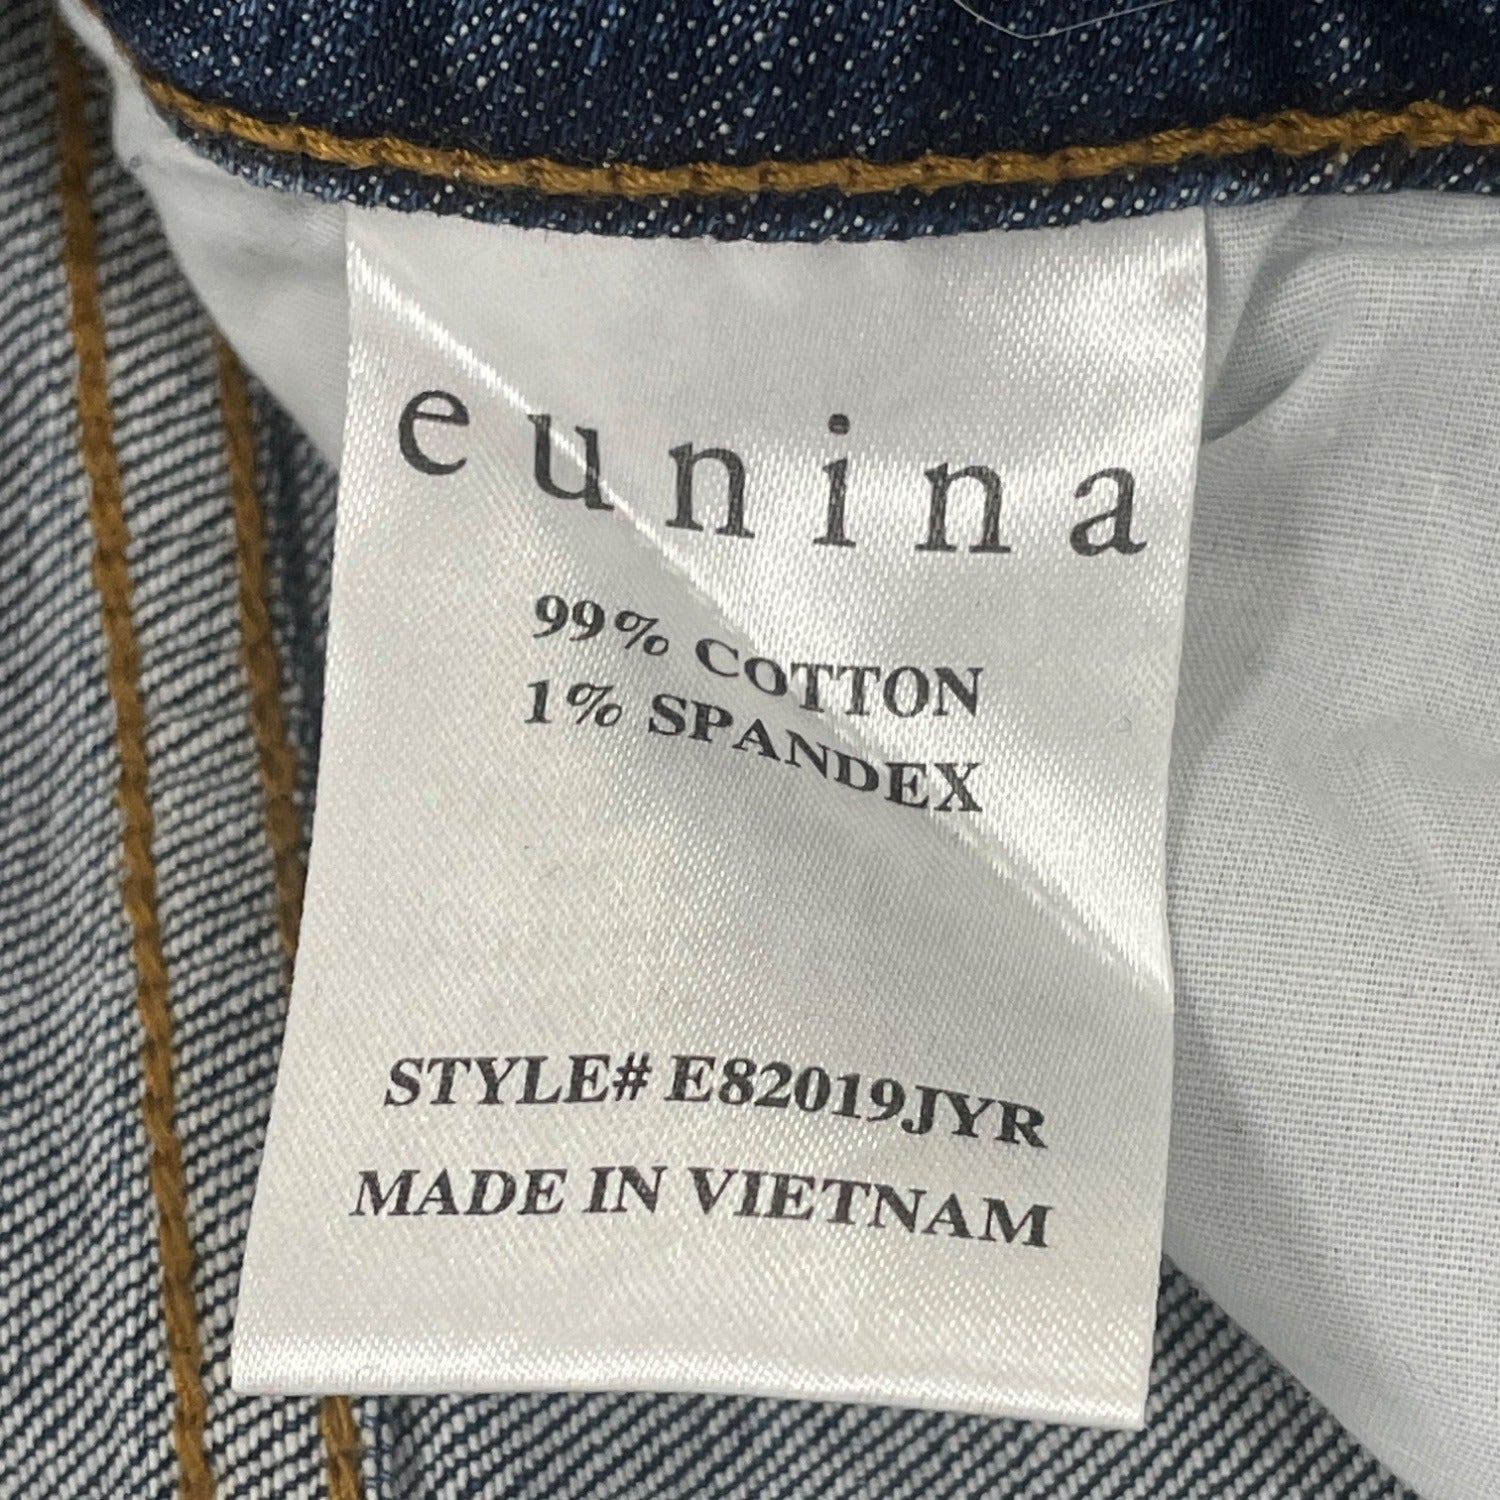 eunina
99% COTTON
1% SPANDEX
STYLE# E82019JYR
MADE IN VIETNAM